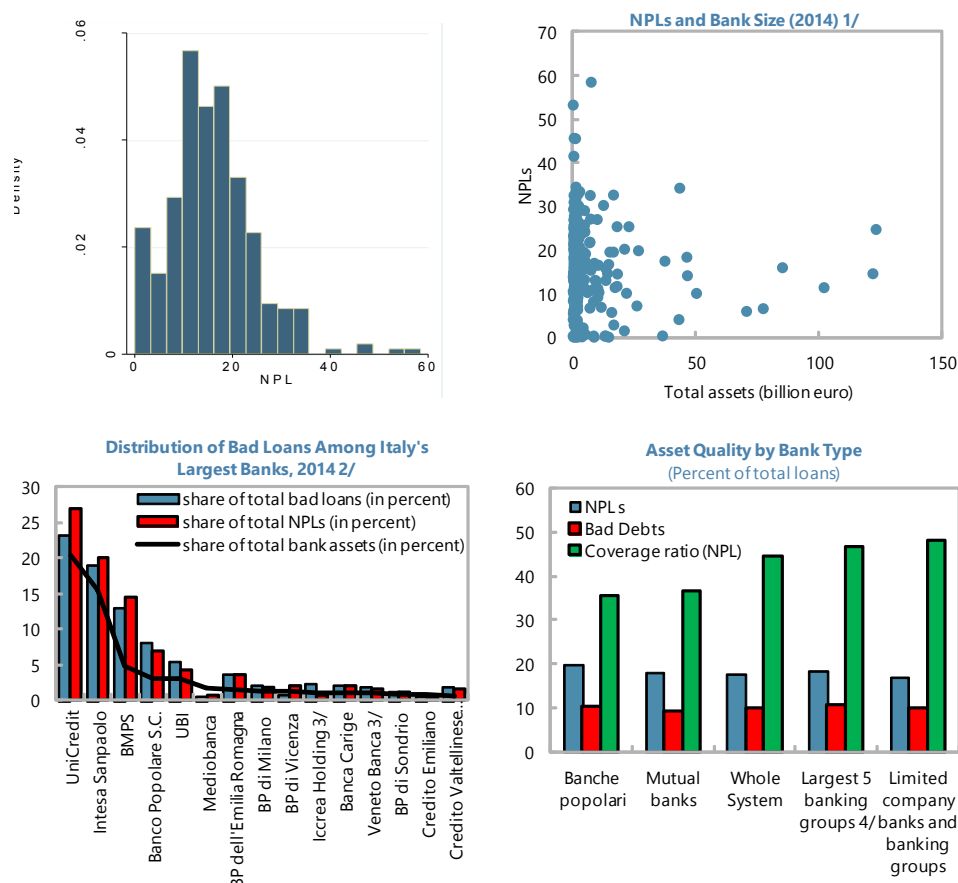 .06
.04
.02
0
Density
0
20
40
60
NPL
NPLs and Bank Size (2014) 1/
70
60
50
40
30
20
10
0
NPLs
0
50
100
150
Total assets (billion euro)
Distribution of Bad Loans Among Italy's
Largest Banks, 2014 2/
30
25
20
15
10
5
0
share of total bad loans (in percent)
share of total NPLs (in percent)
share of total bank assets (in percent)
UniCredit
Intesa Sanpaolo
BMPS
Banco Popolare S.C.
UBI
Mediobanca
BP dell'Emilia Romagna
BP di Milano
BP di Vicenza
Iccrea Holding 3/
Banca Carige
Veneto Banca 3/
BP di Sondrio
Credito Emiliano
Credito Valtellinese...
Asset Quality by Bank Type
(Percent of total loans)
60
50
40
30
20
10
0
NPLs
Bad Debts
Coverage ratio (NPL)
Banche
popolari
Mutual
banks
Whole
System
Largest 5
banking
groups 4/
Limited
company
banks and
banking
groups